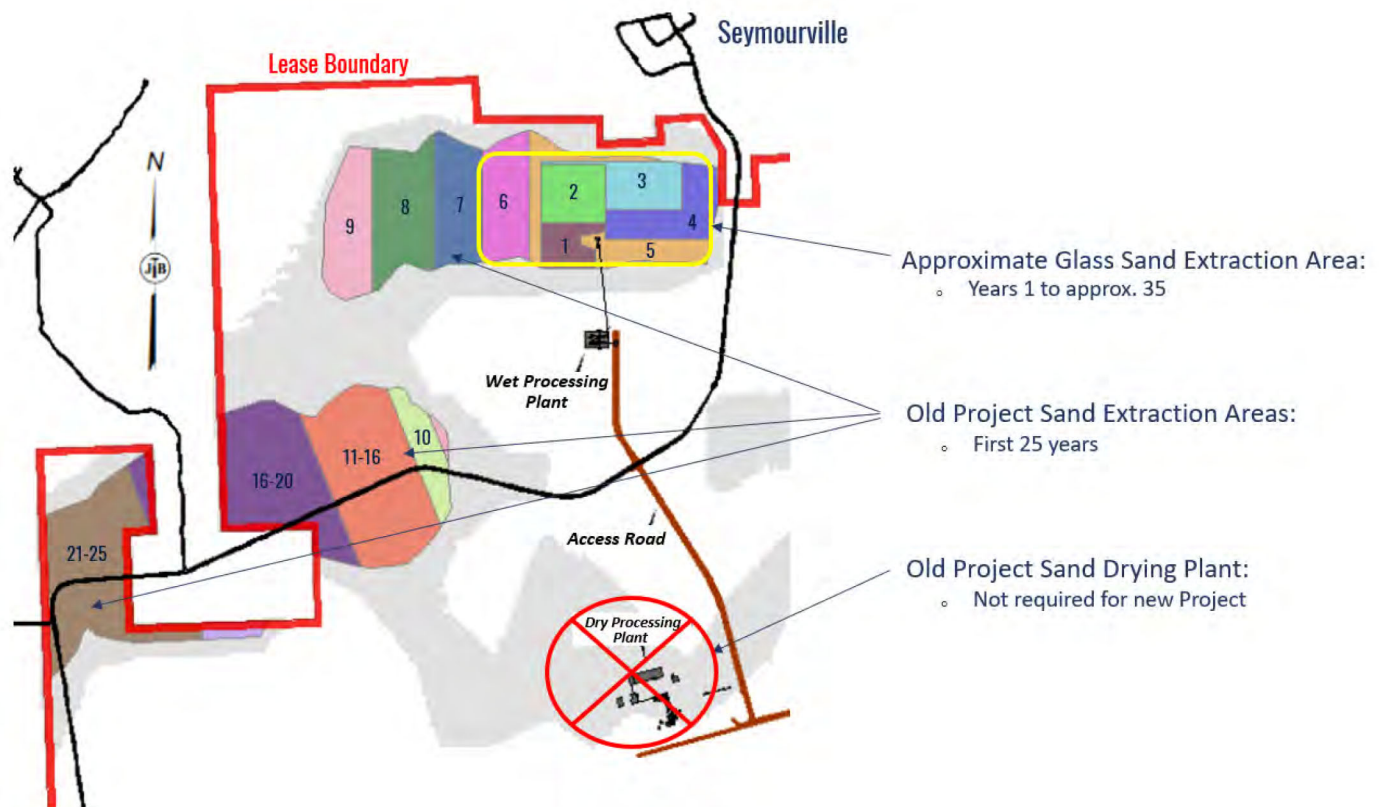 Seymourville
Lease Boundary
N
JTB
9
8
7
6
2
3
1
4
5
Approximate Glass Sand Extraction Area:
◦ Years 1 to approx. 35
Wet Processing
Plant
Old Project Sand Extraction Areas:
◦ First 25 years
10
11-16
16-20
21-25
Access Road
Old Project Sand Drying Plant:
◦ Not required for new Project
Dry Processing
Plant